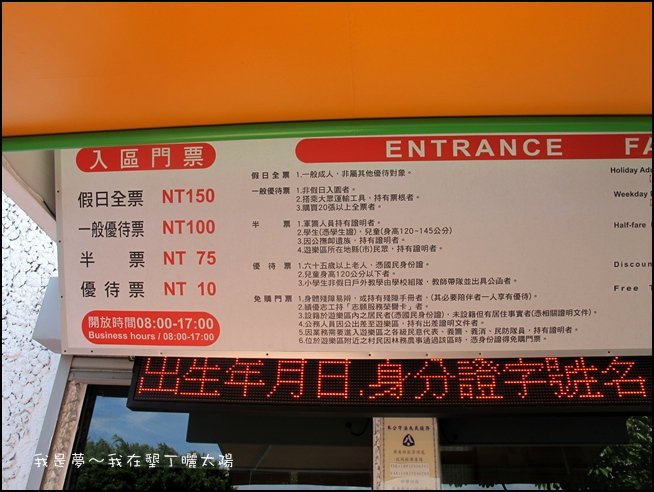 入區門票
ENTRANCE FA
假日全票 NT150
一般優待票 NT100
半票 NT 75
優待票 NT 10
開放時間08:00-17:00
Business hours / 08:00-17:00
假日全票 1.一般成人,非屬其他優待對象。
一般優待票 1.非假日入園者。
2.搭乘大眾運輸工具,持有票根者。
3.購買20張以上全票者。
半票 1.軍警人員持有證明者。
2.學生(憑學生證),兒童(身高120~145公分)
3.因公撫卹遺族,持有證明者。
4.遊樂區所在地縣(市)民眾,持有證明者。
優待票 1.六十五歲以上老人,憑國民身份證。
2.兒童身高120公分以下者。
3.小學生非假日戶外教學由學校組隊、教師帶隊並出具公函者。
免購門票 1.身體殘障易辨,或持有殘障手冊者,(其必要陪伴者一人享有優待)。
2.績優志工持「志願服務榮譽卡」者。
3.設籍於遊樂區內之居民者(憑國民身份證),未設籍但有居住事實者(憑相關證明文件)。
4.公務人員因公出差至遊樂區,持有出差證明文件者。
5.因業務需要進入遊樂區之各級民意代表、義警、義消、民防隊員,持有證明者。
6.位於遊樂區附近之村民因林務農事通過該區時,憑身份證得免購門票。
Holiday Ad
Weekday
Half-fare
Discoun
Free T
出生年月日.身分證字號名
我是夢~我在墾丁曬太陽